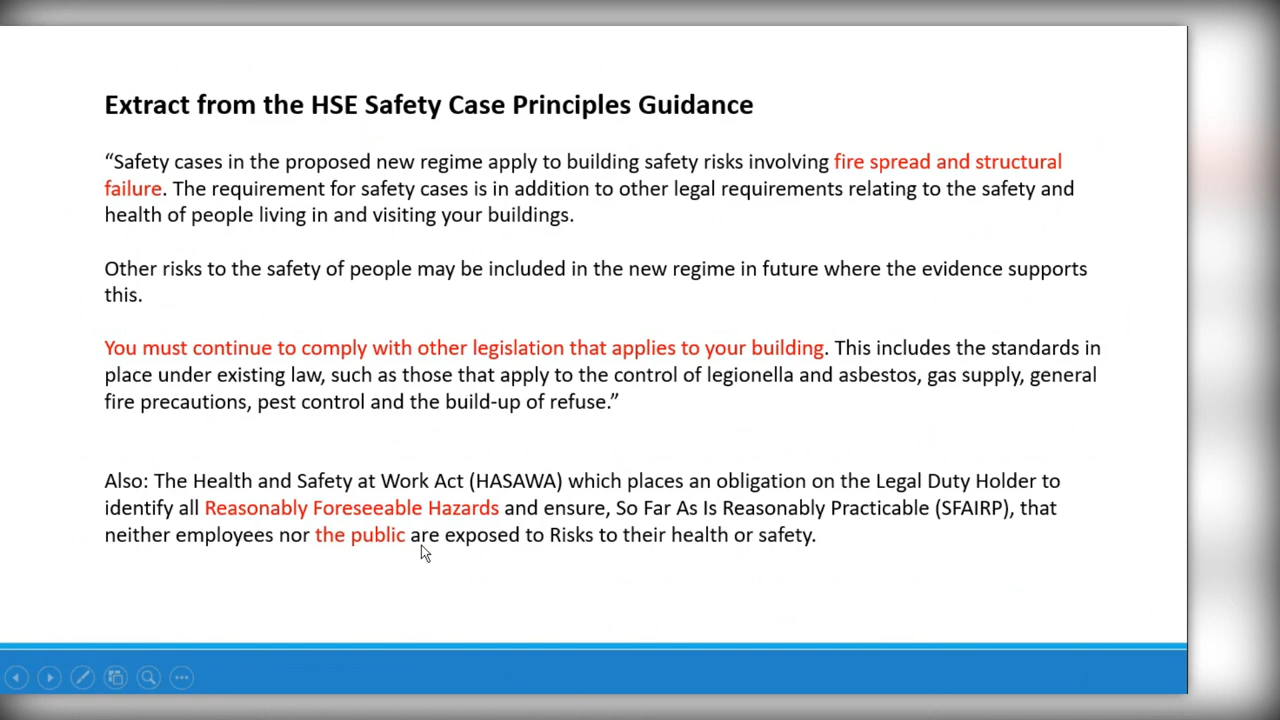 Extract from the HSE Safety Case Principles Guidance
“Safety cases in the proposed new regime apply to building safety risks involving fire spread and structural
failure. The requirement for safety cases is in addition to other legal requirements relating to the safety and
health of people living in and visiting your buildings.
Other risks to the safety of people may be included in the new regime in future where the evidence supports
this.
You must continue to comply with other legislation that applies to your building. This includes the standards in
place under existing law, such as those that apply to the control of legionella and asbestos, gas supply, general
fire precautions, pest control and the build-up of refuse.”
Also: The Health and Safety at Work Act (HASAWA) which places an obligation on the Legal Duty Holder to
identify all Reasonably Foreseeable Hazards and ensure, So Far As Is Reasonably Practicable (SFAIRP), that
neither employees nor the public are exposed to Risks to their health or safety.